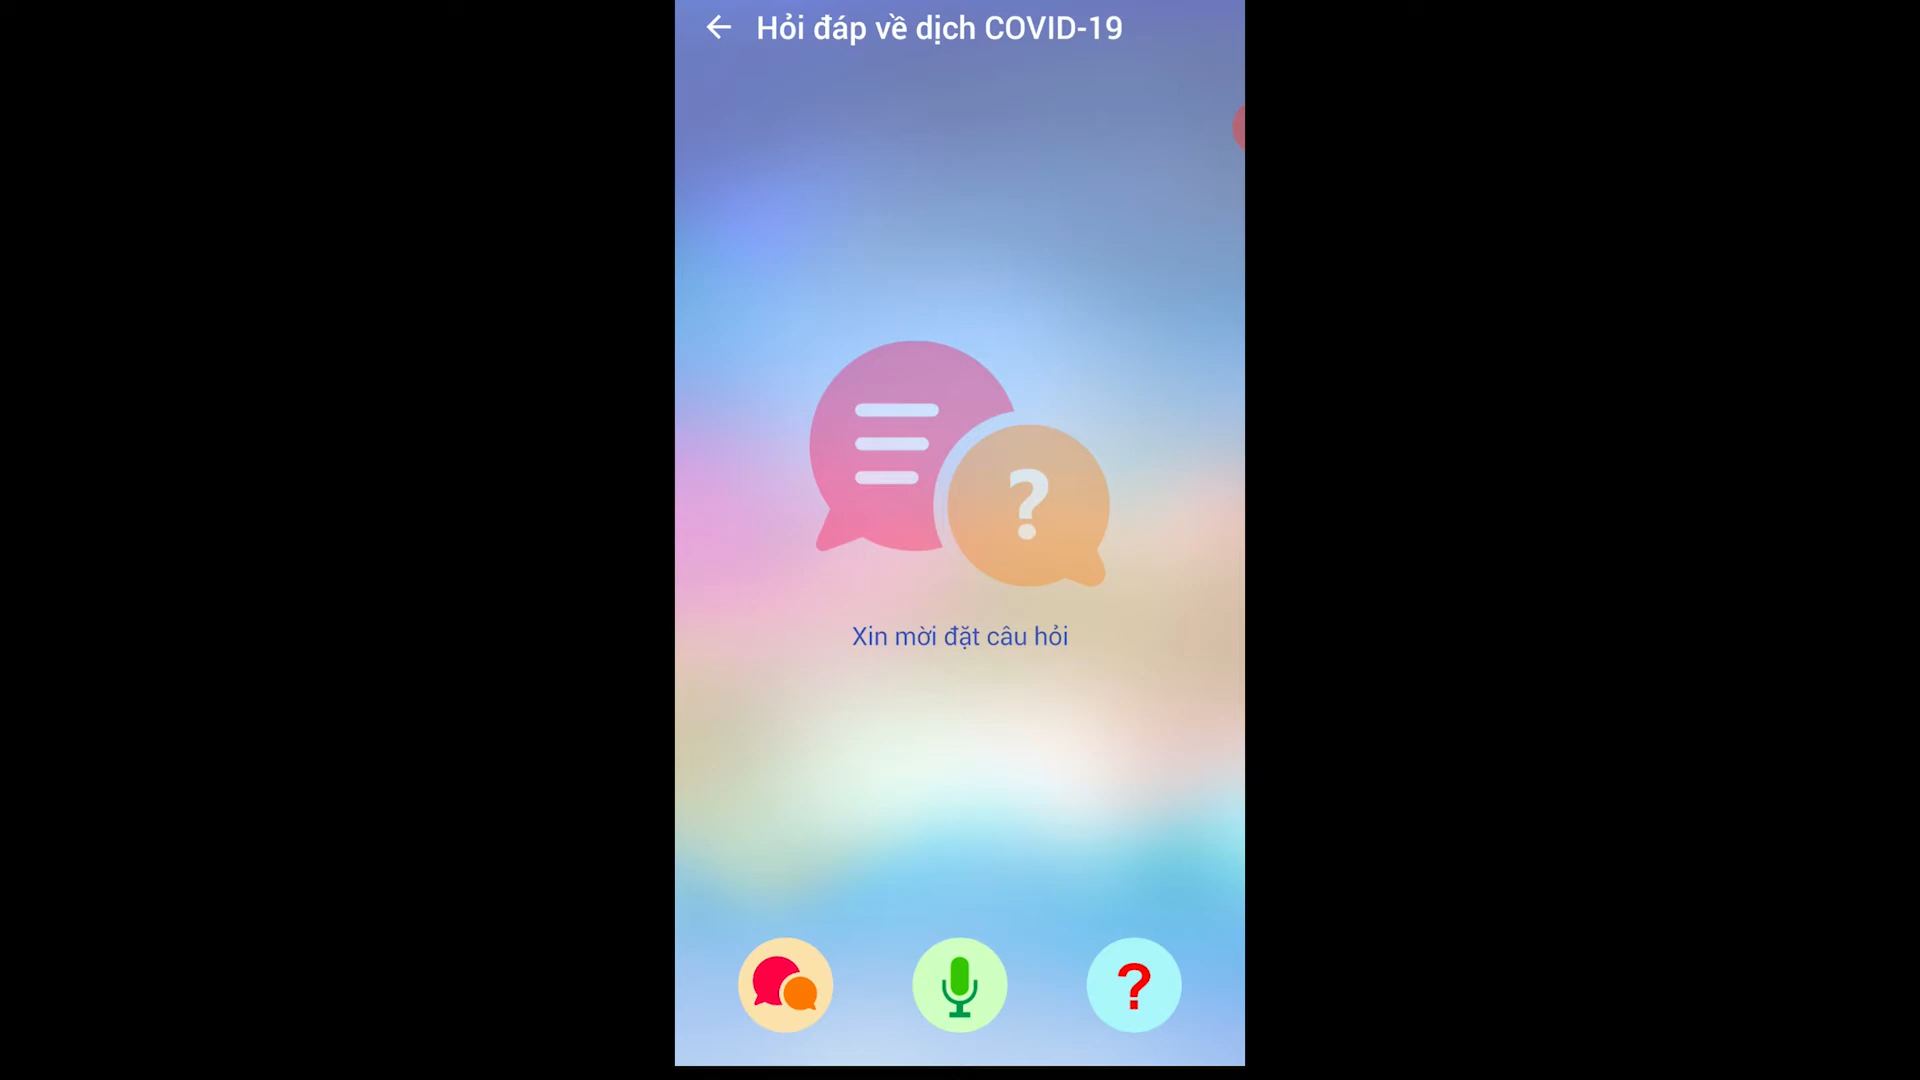 Hỏi đáp về dịch COVID-19
?
Xin mời đặt câu hỏi
?